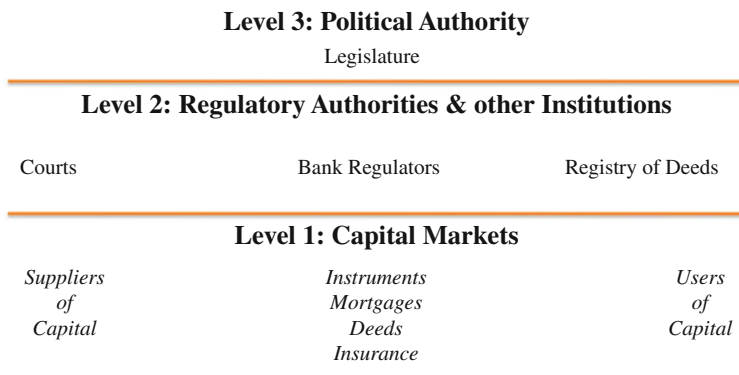 Level 3: Political Authority
Legislature
Level 2: Regulatory Authorities & other Institutions
Courts Bank Regulators Registry of Deeds
Level 1: Capital Markets
Suppliers Instruments Users
of Mortgages of
Capital Deeds Capital
Insurance